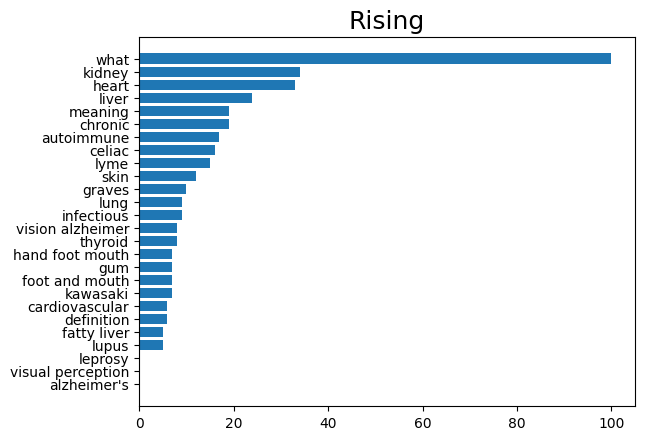 Rising
what
kidney
heart
liver
meaning
chronic
autoimmune
celiac
lyme
skin
graves
lung
infectious
vision alzheimer
thyroid
hand foot mouth
gum
foot and mouth
kawasaki
cardiovascular
definition
fatty liver
lupus
leprosy
visual perception
alzheimer's
0 20 40 60 80 100